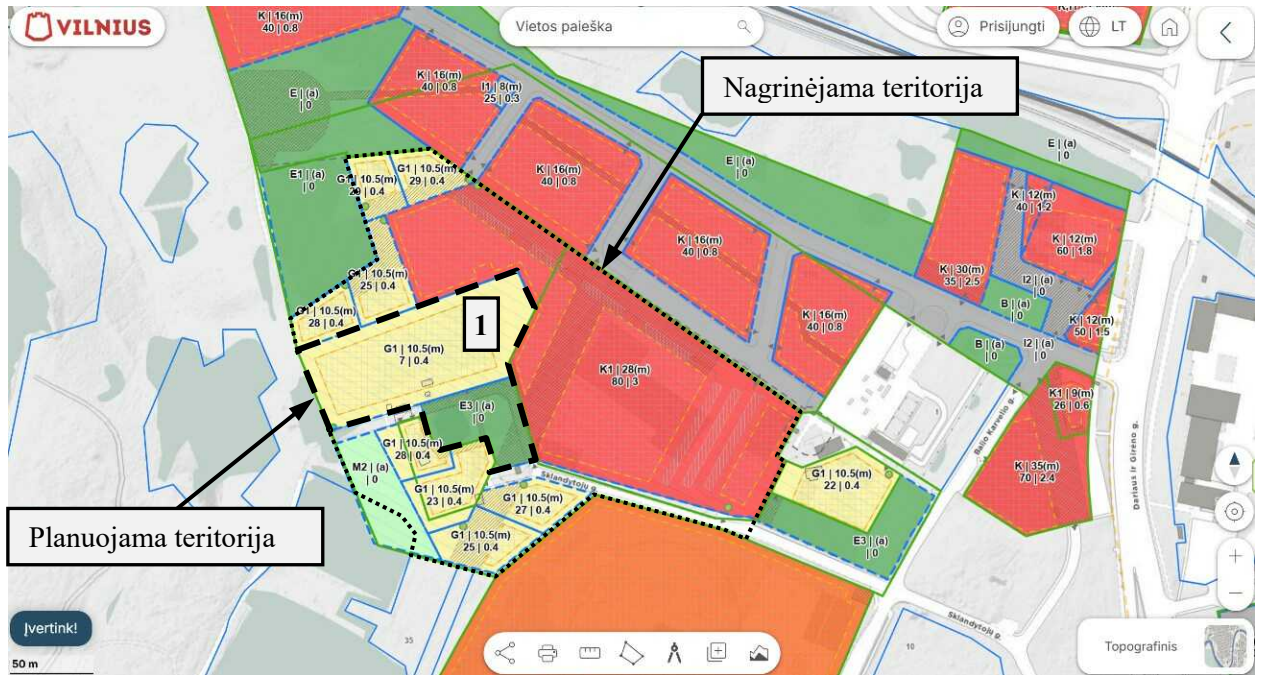 VILNIUS
Vietos paieška
Prisijungti
LT
K | 16(m)
40 | 0.8
K | 16(m)
40 | 0.8
I1 | 8(m)
25 | 0.3
Nagrinėjama teritorija
E | (a)
| 0
E | (a)
| 0
E | (a)
| 0
E1 | (a)
| 0
G1 | 10.5(m)
29 | 0.4
G1 | 10.5(m)
29 | 0.4
K | 16(m)
40 | 0.8
K | 12(m)
40 | 1.2
K | 16(m)
40 | 0.8
K | 12(m)
60 | 1.8
G1 | 10.5(m)
25 | 0.4
K | 30(m)
35 | 2.5
I2 | (a)
| 0
G1 | 10.5(m)
28 | 0.4
1
K | 16(m)
40 | 0.8
B | (a)
| 0
K | 12(m)
50 | 1.5
G1 | 10.5(m)
7 | 0.4
B | (a)
| 0
I2 | (a)
| 0
K1 | 28(m)
80 | 3
K1 | 9(m)
26 | 0.6
E3 | (a)
| 0
Balio Karvelio g.
Dariaus ir Girėno g.
G1 | 10.5(m)
28 | 0.4
M2 | (a)
| 0
K | 35(m)
70 | 2.4
G1 | 10.5(m)
22 | 0.4
Sklandytojų g.
G1 | 10.5(m)
23 | 0.4
G1 | 10.5(m)
27 | 0.4
Planuojama teritorija
G1 | 10.5(m)
25 | 0.4
E3 | (a)
| 0
Sklandytojų g.
Įvertink!
35
10
Topografinis
50 m